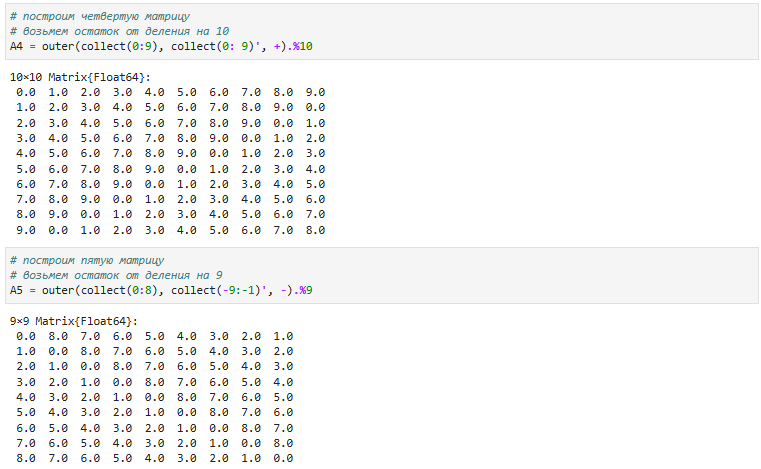 # построим четвертую матрицу
# возьмем остаток от деления на 10
A4 = outer(collect(0:9), collect(0: 9)', +).%10
10×10 Matrix{Float64}:
0.0 1.0 2.0 3.0 4.0 5.0 6.0 7.0 8.0 9.0
1.0 2.0 3.0 4.0 5.0 6.0 7.0 8.0 9.0 0.0
2.0 3.0 4.0 5.0 6.0 7.0 8.0 9.0 0.0 1.0
3.0 4.0 5.0 6.0 7.0 8.0 9.0 0.0 1.0 2.0
4.0 5.0 6.0 7.0 8.0 9.0 0.0 1.0 2.0 3.0
5.0 6.0 7.0 8.0 9.0 0.0 1.0 2.0 3.0 4.0
6.0 7.0 8.0 9.0 0.0 1.0 2.0 3.0 4.0 5.0
7.0 8.0 9.0 0.0 1.0 2.0 3.0 4.0 5.0 6.0
8.0 9.0 0.0 1.0 2.0 3.0 4.0 5.0 6.0 7.0
9.0 0.0 1.0 2.0 3.0 4.0 5.0 6.0 7.0 8.0
# построим пятую матрицу
# возьмем остаток от деления на 9
A5 = outer(collect(0:8), collect(-9:-1)', -).%9
9×9 Matrix{Float64}:
0.0 8.0 7.0 6.0 5.0 4.0 3.0 2.0 1.0
1.0 0.0 8.0 7.0 6.0 5.0 4.0 3.0 2.0
2.0 1.0 0.0 8.0 7.0 6.0 5.0 4.0 3.0
3.0 2.0 1.0 0.0 8.0 7.0 6.0 5.0 4.0
4.0 3.0 2.0 1.0 0.0 8.0 7.0 6.0 5.0
5.0 4.0 3.0 2.0 1.0 0.0 8.0 7.0 6.0
6.0 5.0 4.0 3.0 2.0 1.0 0.0 8.0 7.0
7.0 6.0 5.0 4.0 3.0 2.0 1.0 0.0 8.0
8.0 7.0 6.0 5.0 4.0 3.0 2.0 1.0 0.0